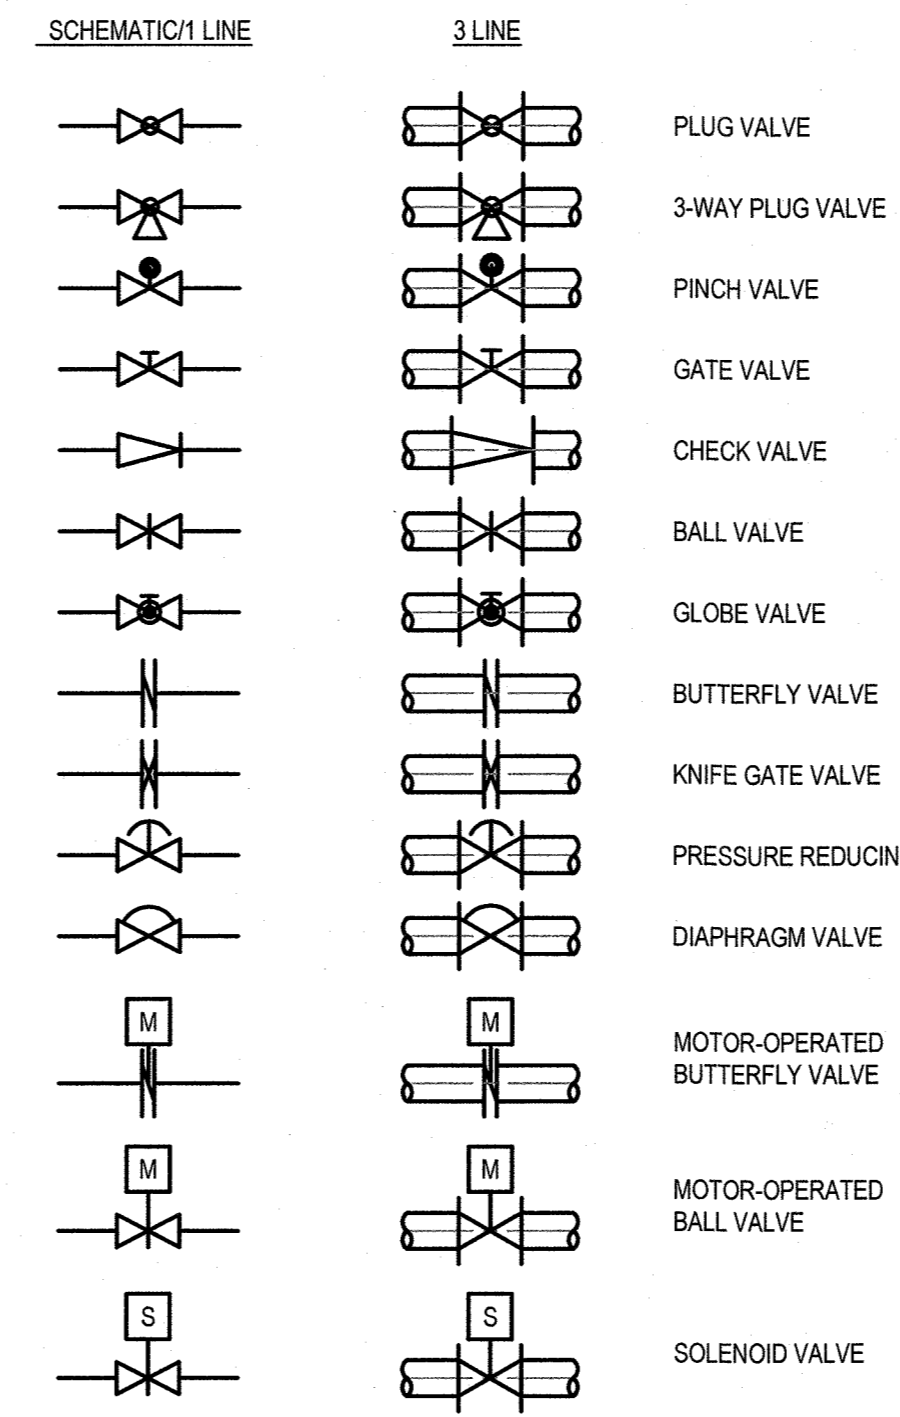 SCHEMATIC/1 LINE 3 LINE
PLUG VALVE
3-WAY PLUG VALVE
PINCH VALVE
GATE VALVE
CHECK VALVE
BALL VALVE
GLOBE VALVE
BUTTERFLY VALVE
KNIFE GATE VALVE
PRESSURE REDUCIN
DIAPHRAGM VALVE
M M
MOTOR-OPERATED
BUTTERFLY VALVE
M M
MOTOR-OPERATED
BALL VALVE
S S
SOLENOID VALVE